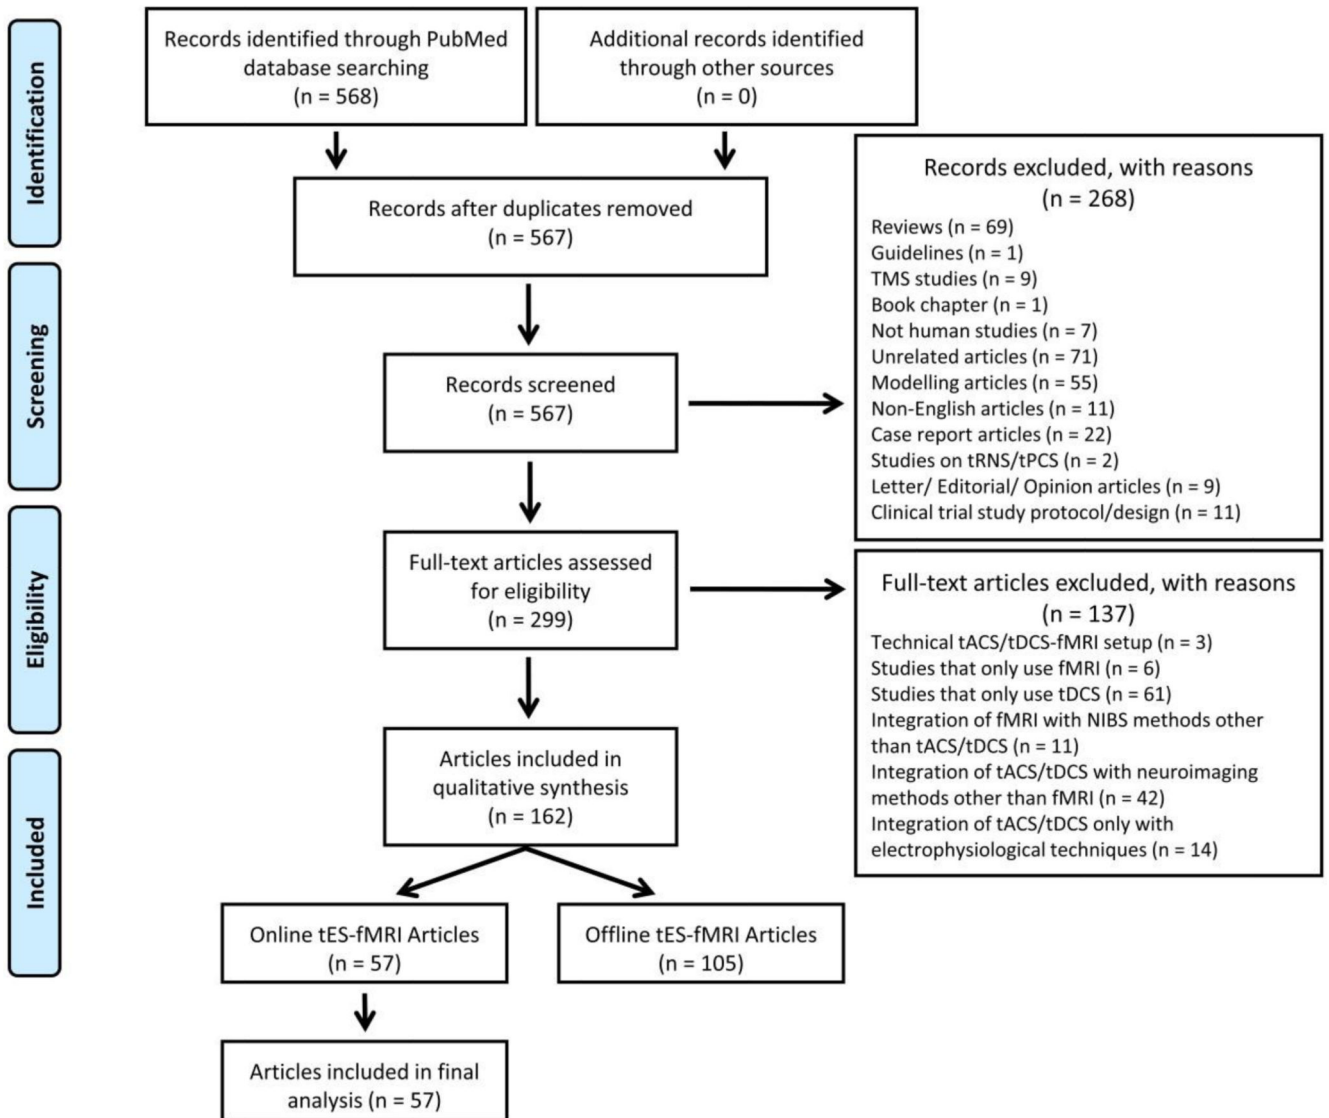 Identification
Records identified through PubMed
database searching
(n = 568)
Additional records identified
through other sources
(n = 0)
Records after duplicates removed
(n = 567)
Screening
Records screened
(n = 567)
Records excluded, with reasons
(n = 268)
Reviews (n = 69)
Guidelines (n = 1)
TMS studies (n = 9)
Book chapter (n = 1)
Not human studies (n = 7)
Unrelated articles (n = 71)
Modelling articles (n = 55)
Non-English articles (n = 11)
Case report articles (n = 22)
Studies on tRNS/tPCS (n = 2)
Letter/ Editorial/ Opinion articles (n = 9)
Clinical trial study protocol/design (n = 11)
Eligibility
Full-text articles assessed
for eligibility
(n = 299)
Full-text articles excluded, with reasons
(n = 137)
Technical tACS/tDCS-fMRI setup (n = 3)
Studies that only use fMRI (n = 6)
Studies that only use tDCS (n = 61)
Integration of fMRI with NIBS methods other
than tACS/tDCS (n = 11)
Integration of tACS/tDCS with neuroimaging
methods other than fMRI (n = 42)
Integration of tACS/tDCS only with
electrophysiological techniques (n = 14)
Included
Articles included in
qualitative synthesis
(n = 162)
Online tES-fMRI Articles
(n = 57)
Offline tES-fMRI Articles
(n = 105)
Articles included in final
analysis (n = 57)